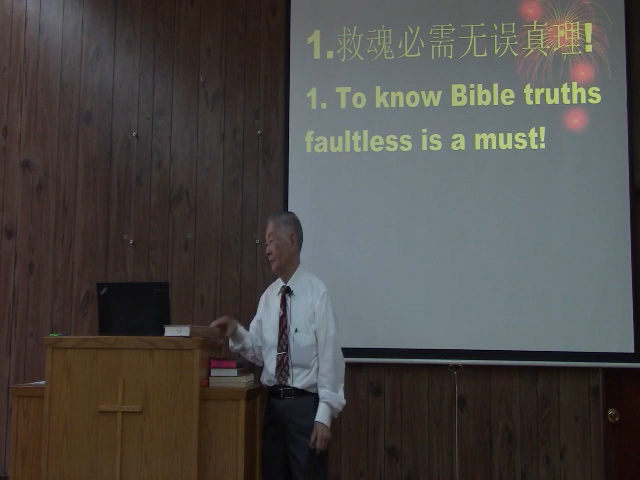 1.救魂必需无误真理!
1. To know Bible truths
faultless is a must!